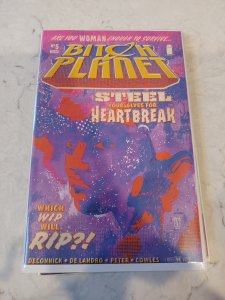 ARE YOU WOMAN ENOUGH TO SURVIVE...
Nº5
BITCH
PLANET
STEEL
YOURSELVES FOR
HEARTBREAK
WHICH
WIP
WILL
RIP?!
DECONNICK * DE LANDRO * PETER * COWLES